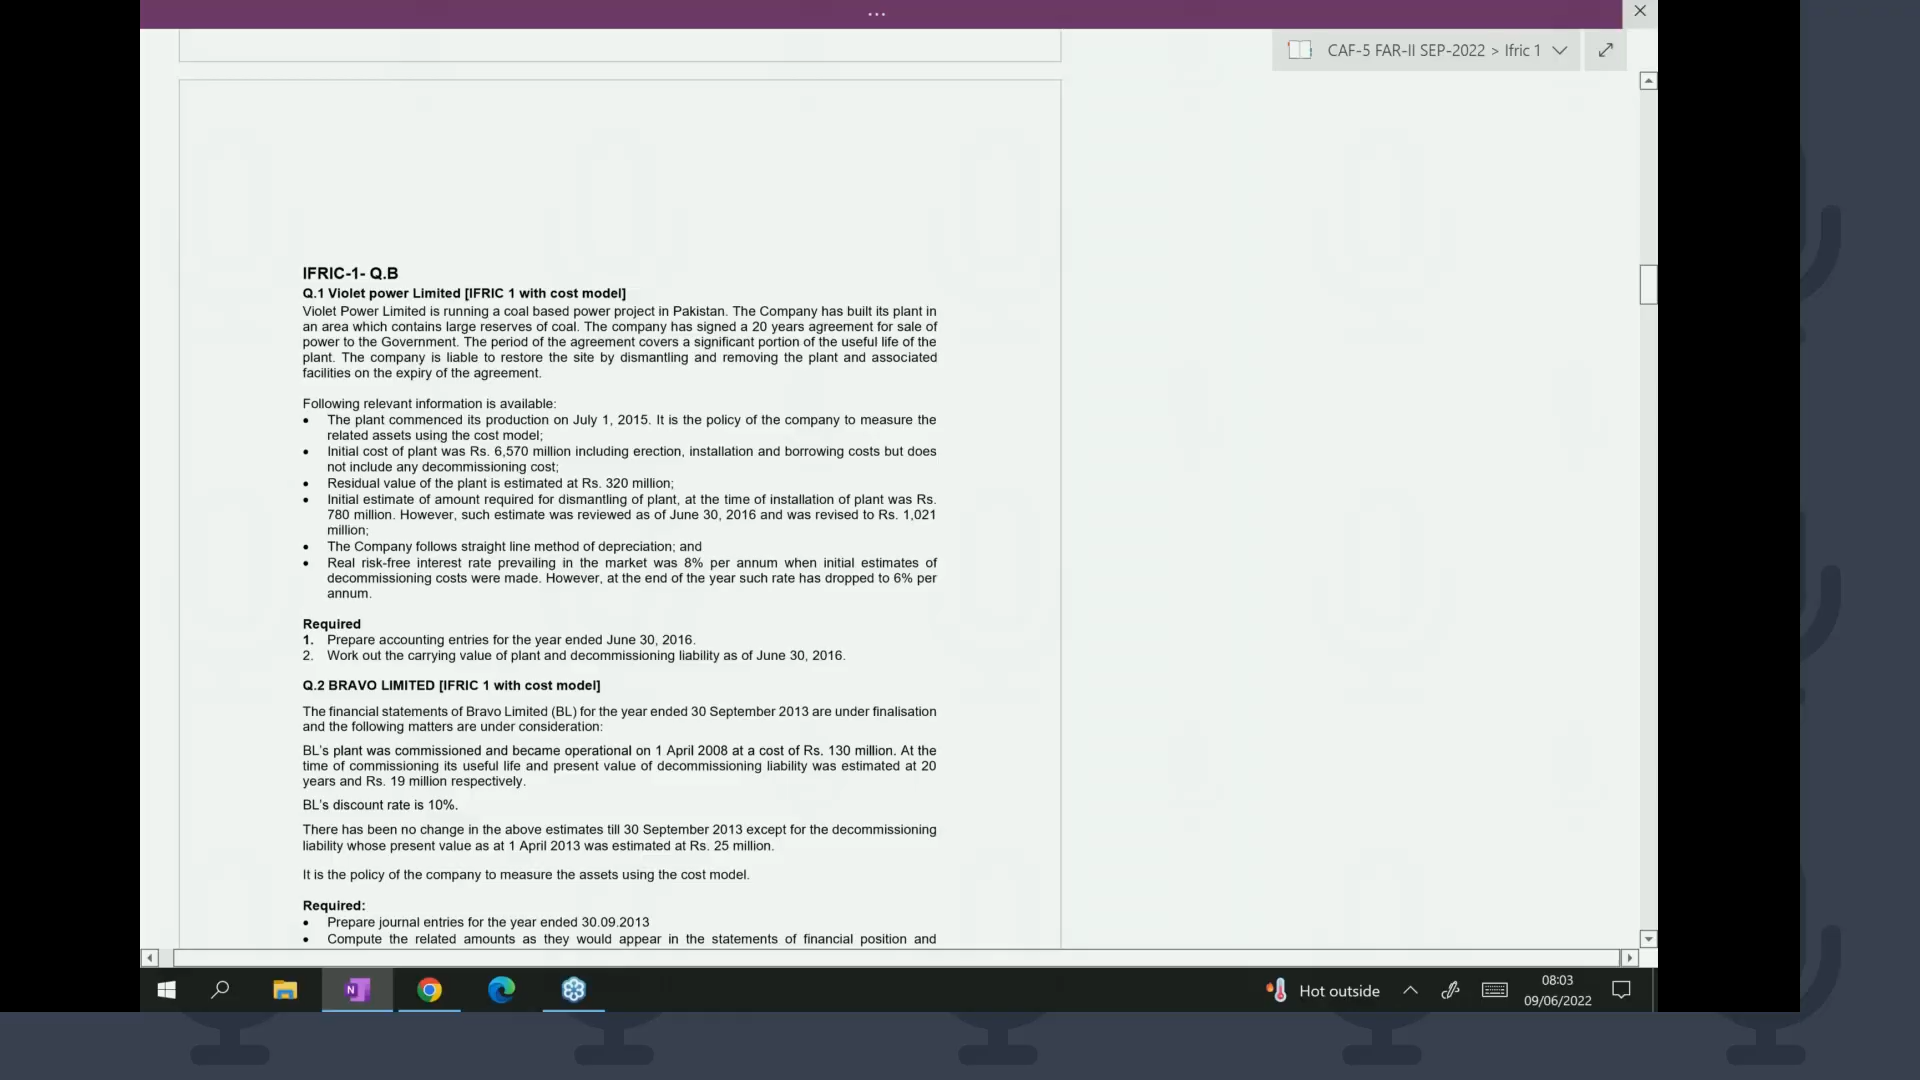 ...
CAF-5 FAR-II SEP-2022 > Ifric 1
IFRIC-1- Q.B
Q.1 Violet power Limited [IFRIC 1 with cost model]
Violet Power Limited is running a coal based power project in Pakistan. The Company has built its plant in
an area which contains large reserves of coal. The company has signed a 20 years agreement for sale of
power to the Government. The period of the agreement covers a significant portion of the useful life of the
plant. The company is liable to restore the site by dismantling and removing the plant and associated
facilities on the expiry of the agreement.
Following relevant information is available:
• The plant commenced its production on July 1, 2015. It is the policy of the company to measure the
related assets using the cost model;
• Initial cost of plant was Rs. 6,570 million including erection, installation and borrowing costs but does
not include any decommissioning cost;
• Residual value of the plant is estimated at Rs. 320 million;
• Initial estimate of amount required for dismantling of plant, at the time of installation of plant was Rs.
780 million. However, such estimate was reviewed as of June 30, 2016 and was revised to Rs. 1,021
million;
• The Company follows straight line method of depreciation; and
• Real risk-free interest rate prevailing in the market was 8% per annum when initial estimates of
decommissioning costs were made. However, at the end of the year such rate has dropped to 6% per
annum.
Required
1. Prepare accounting entries for the year ended June 30, 2016.
2. Work out the carrying value of plant and decommissioning liability as of June 30, 2016.
Q.2 BRAVO LIMITED [IFRIC 1 with cost model]
The financial statements of Bravo Limited (BL) for the year ended 30 September 2013 are under finalisation
and the following matters are under consideration:
BL's plant was commissioned and became operational on 1 April 2008 at a cost of Rs. 130 million. At the
time of commissioning its useful life and present value of decommissioning liability was estimated at 20
years and Rs. 19 million respectively.
BL's discount rate is 10%.
There has been no change in the above estimates till 30 September 2013 except for the decommissioning
liability whose present value as at 1 April 2013 was estimated at Rs. 25 million.
It is the policy of the company to measure the assets using the cost model.
Required:
• Prepare journal entries for the year ended 30.09.2013
• Compute the related amounts as they would appear in the statements of financial position and
N
Hot outside
08:03
09/06/2022